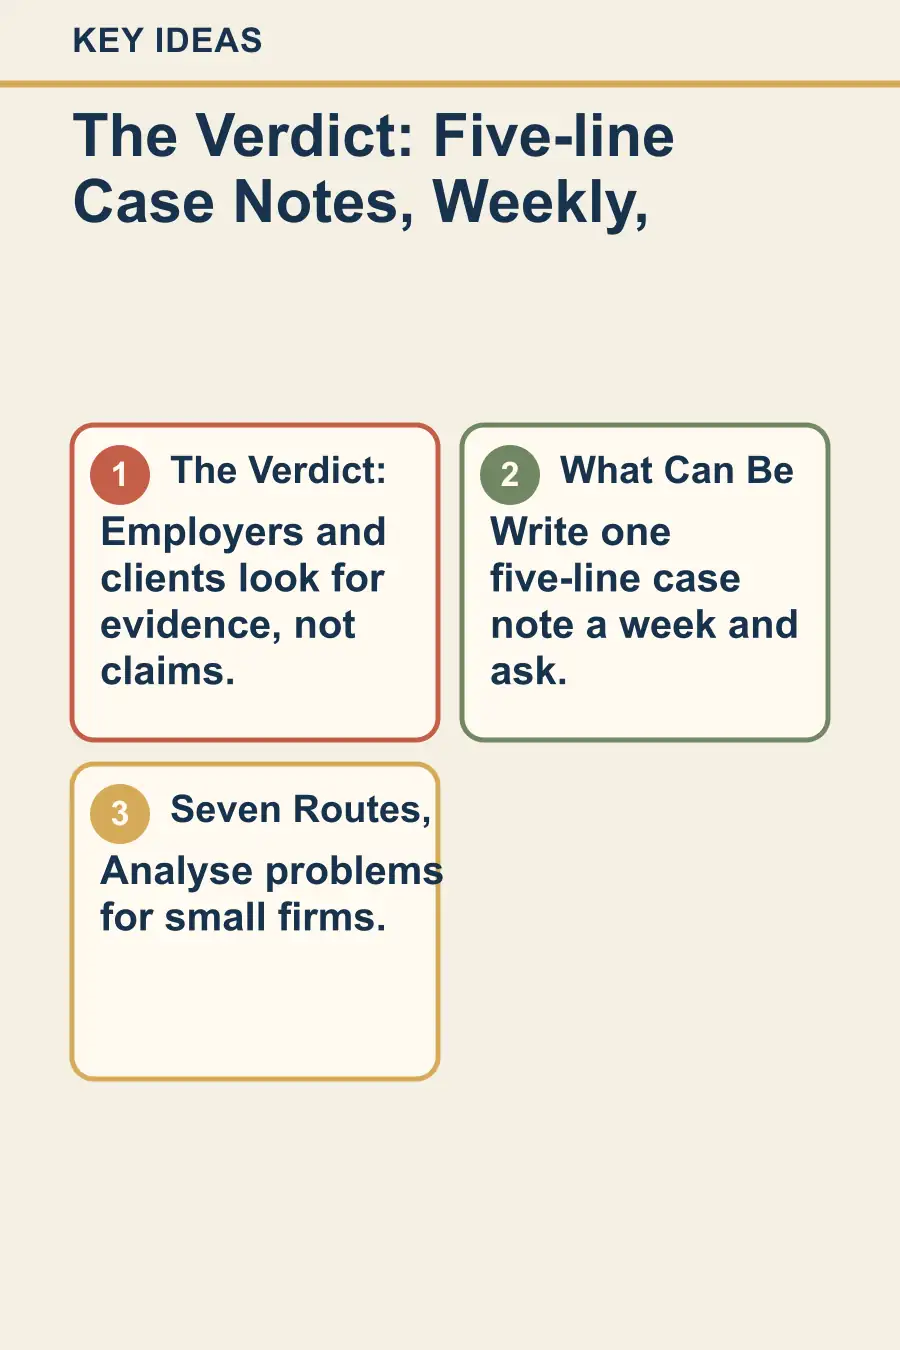 KEY IDEAS
The Verdict: Five-line
Case Notes, Weekly,
1 The Verdict:
Employers and
clients look for
evidence, not
claims.
2 What Can Be
Write one
five-line case
note a week and
ask.
3 Seven Routes,
Analyse problems
for small firms.